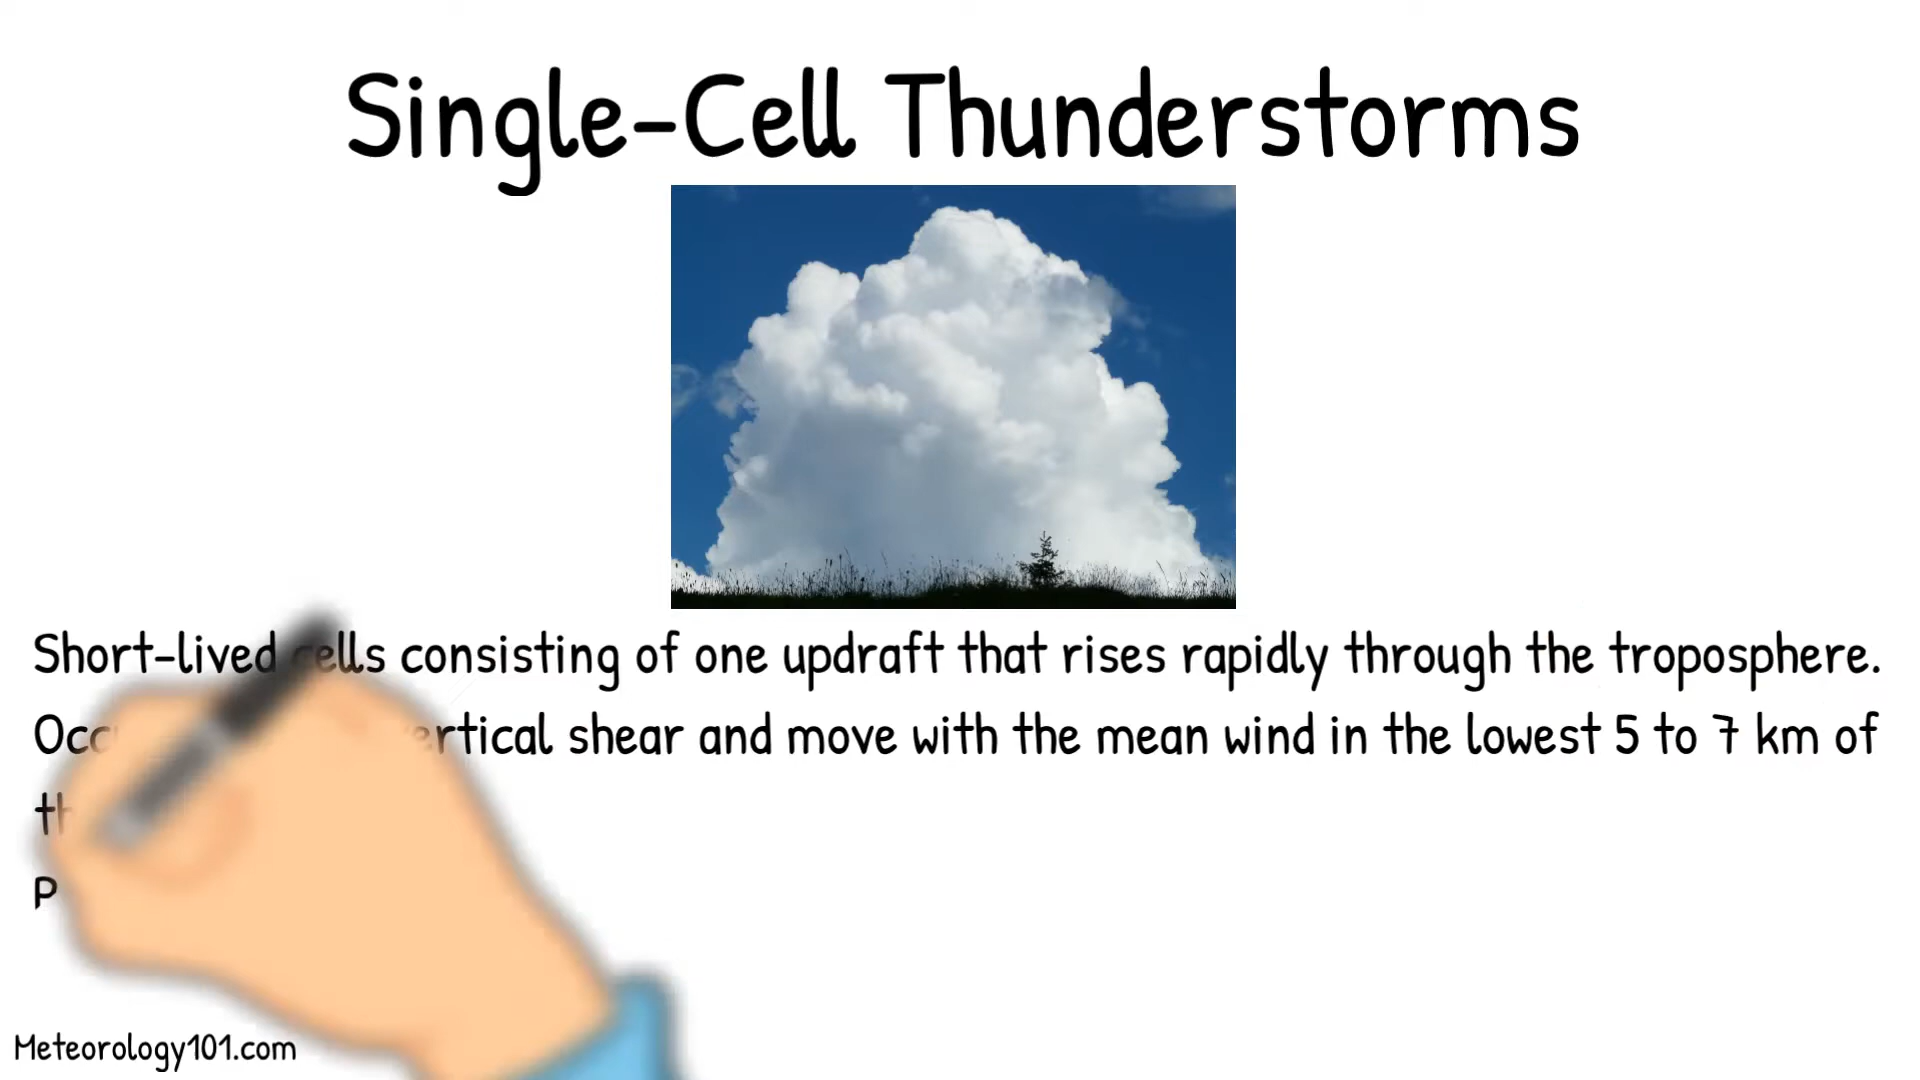 Single-Cell Thunderstorms
Short-lived cells consisting of one updraft that rises rapidly through the troposphere.
shear and move with the mean wind in the lowest 5 to 7 km of
P
Meteorology101.com